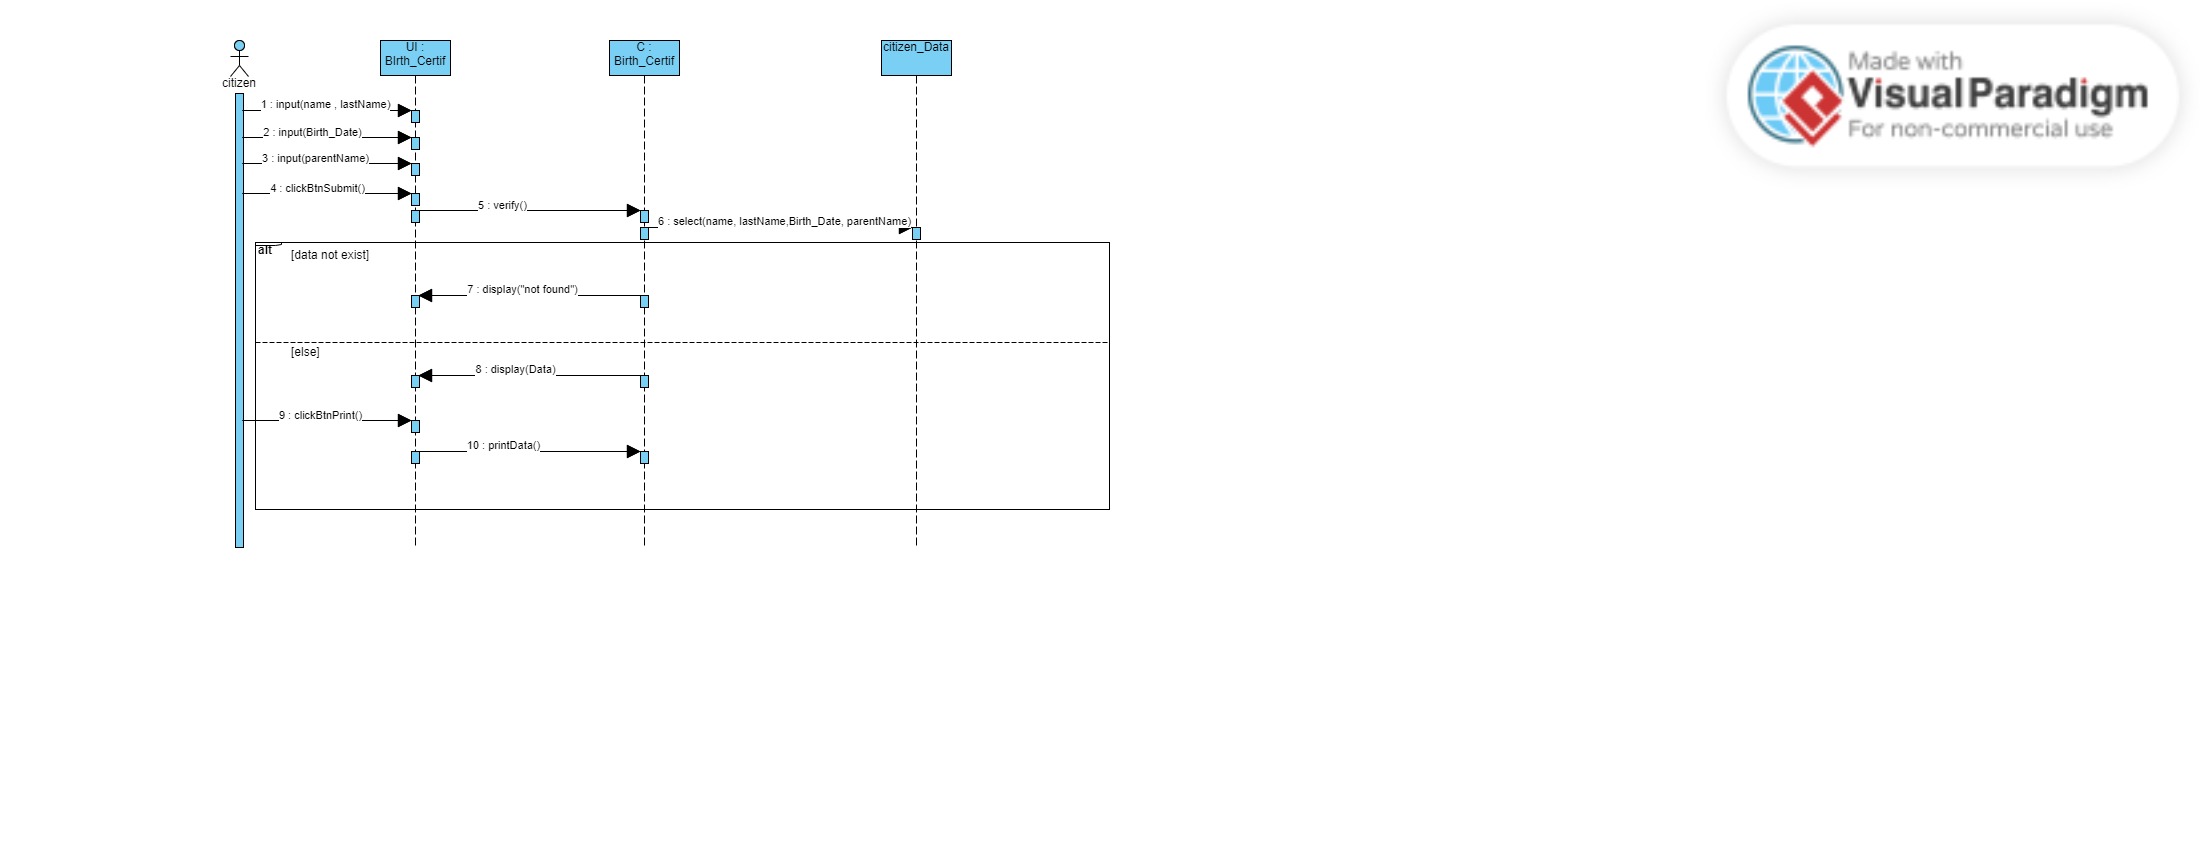 UI :
BIrth_Certif
C :
Birth_Certif
citizen_Data
citizen
1 : input(name , lastName)
2 : input(Birth_Date)
3 : input(parentName)
4 : clickBtnSubmit()
5 : verify()
6 : select(name, lastName,Birth_Date, parentName)
alt
[data not exist]
7 : display("not found")
[else]
8 : display(Data)
9 : clickBtnPrint()
10 : printData()
Made with
Visual Paradigm
For non-commercial use